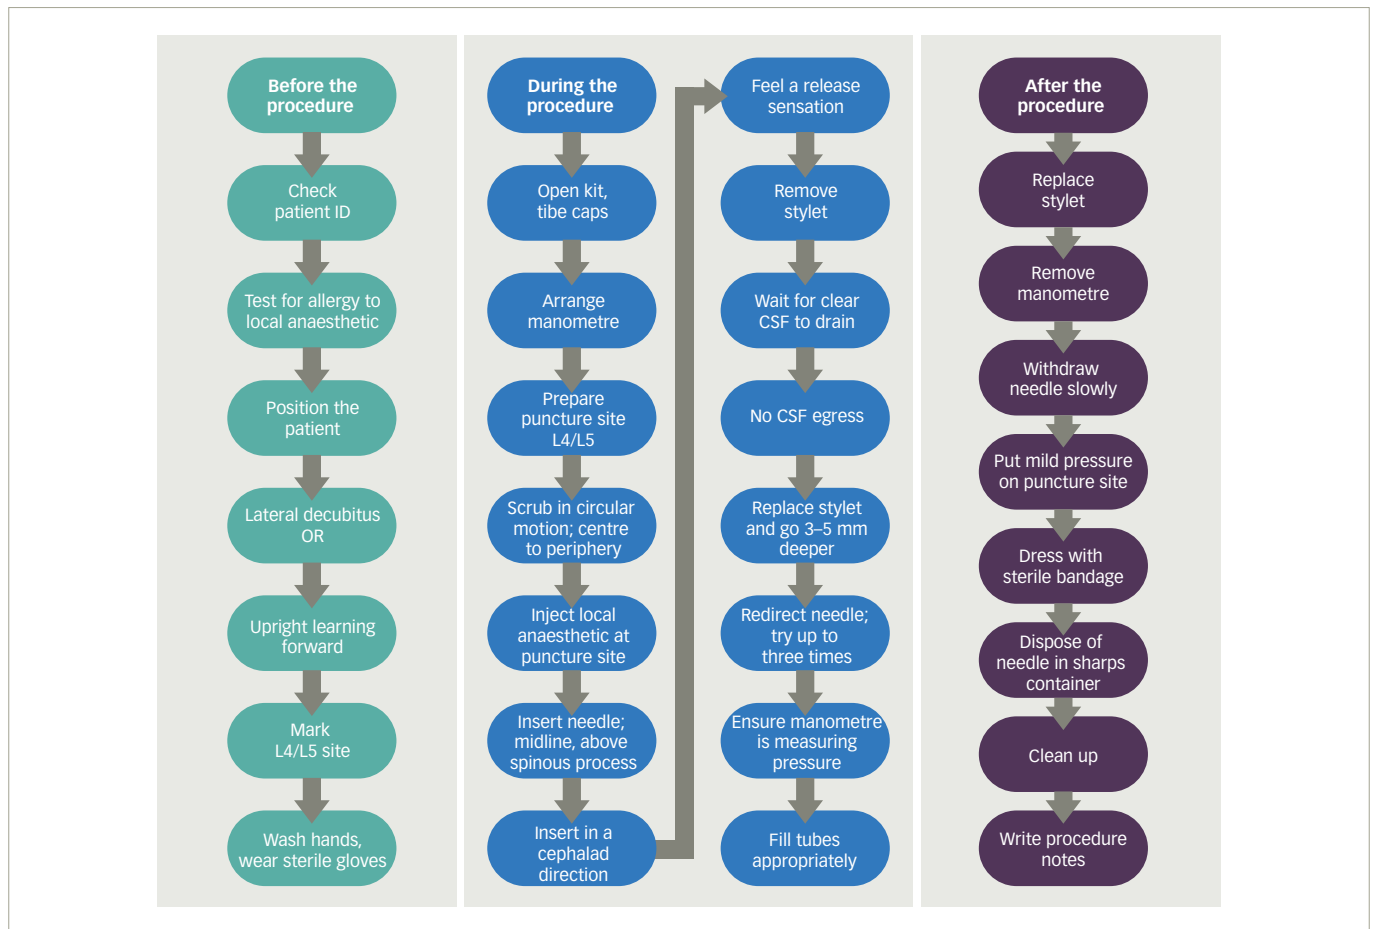 Before the
procedure
Check
patient ID
Test for allergy to
local anaesthetic
Position the
patient
Lateral decubitus
OR
Upright learning
forward
Mark
L4/L5 site
Wash hands,
wear sterile gloves
During the
procedure
Open kit,
tibe caps
Arrange
manometre
Prepare
puncture site
L4/L5
Scrub in circular
motion; centre
to periphery
Inject local
anaesthetic at
puncture site
Insert needle;
midline, above
spinous process
Insert in a
cephalad
direction
Feel a release
sensation
Remove
stylet
Wait for clear
CSF to drain
No CSF egress
Replace stylet
and go 3–5 mm
deeper
Redirect needle;
try up to
three times
Ensure manometre
is measuring
pressure
Fill tubes
appropriately
After the
procedure
Replace
stylet
Remove
manometre
Withdraw
needle slowly
Put mild pressure
on puncture site
Dress with
sterile bandage
Dispose of
needle in sharps
container
Clean up
Write procedure
notes